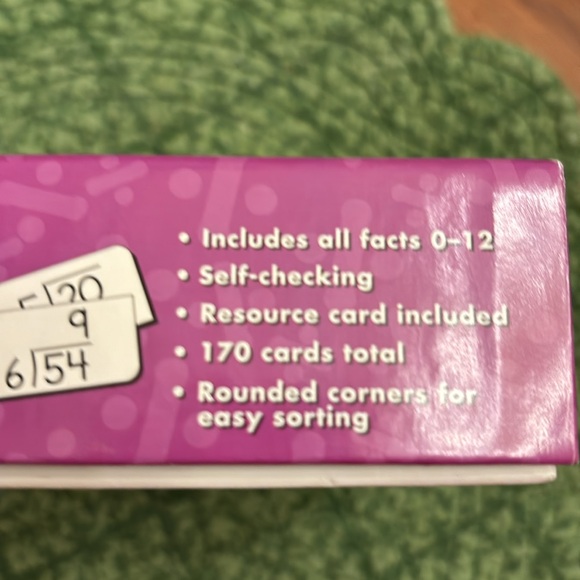 • Includes all facts 0–12
• Self-checking
• Resource card included
• 170 cards total
• Rounded corners for
easy sorting
20
9
6)54